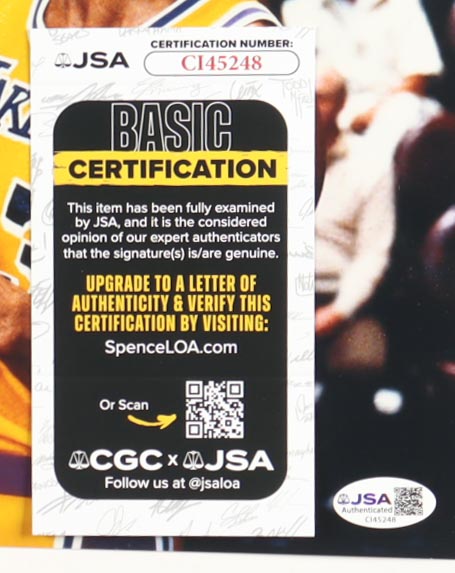 JSA
CERTIFICATION NUMBER:
CI45248
BASIC
CERTIFICATION
This item has been fully examined
by JSA, and it is the considered
opinion of our expert authenticators
that the signature(s) is/are genuine.
UPGRADE TO A LETTER OF
AUTHENTICITY & VERIFY THIS
CERTIFICATION BY VISITING:
SpenceLOA.com
Or Scan
CGC x JSA
Follow us at @jsaloa
JSA
Authenticated
CI45248